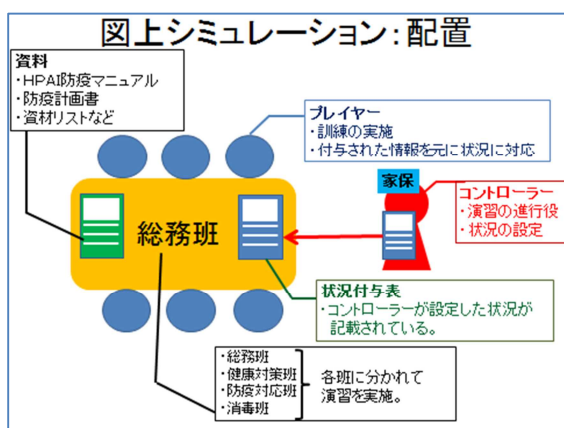 図上シミュレーション：配置
資料
・HPAI防疫マニュアル
・防疫計画書
・資材リストなど
プレイヤー
・訓練の実施
・付与された情報を元に状況に対応
家保
コントローラー
・演習の進行役
・状況の設定
総務班
状況付与表
・コントローラーが設定した状況が
記載されている。
・総務班
・健康対策班
・防疫対応班
・消毒班
各班に分かれて
演習を実施。